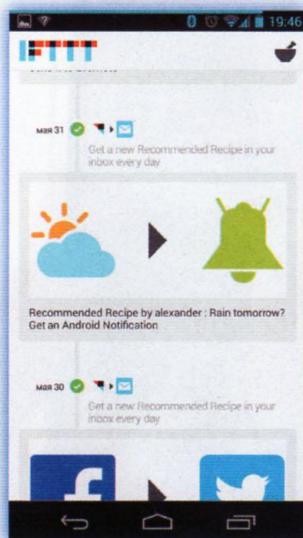 19:46
IFTTT
мая 31
Get a new Recommended Recipe in your
inbox every day
Recommended Recipe by alexander : Rain tomorrow?
Get an Android Notification
мая 30
Get a new Recommended Recipe in your
inbox every day